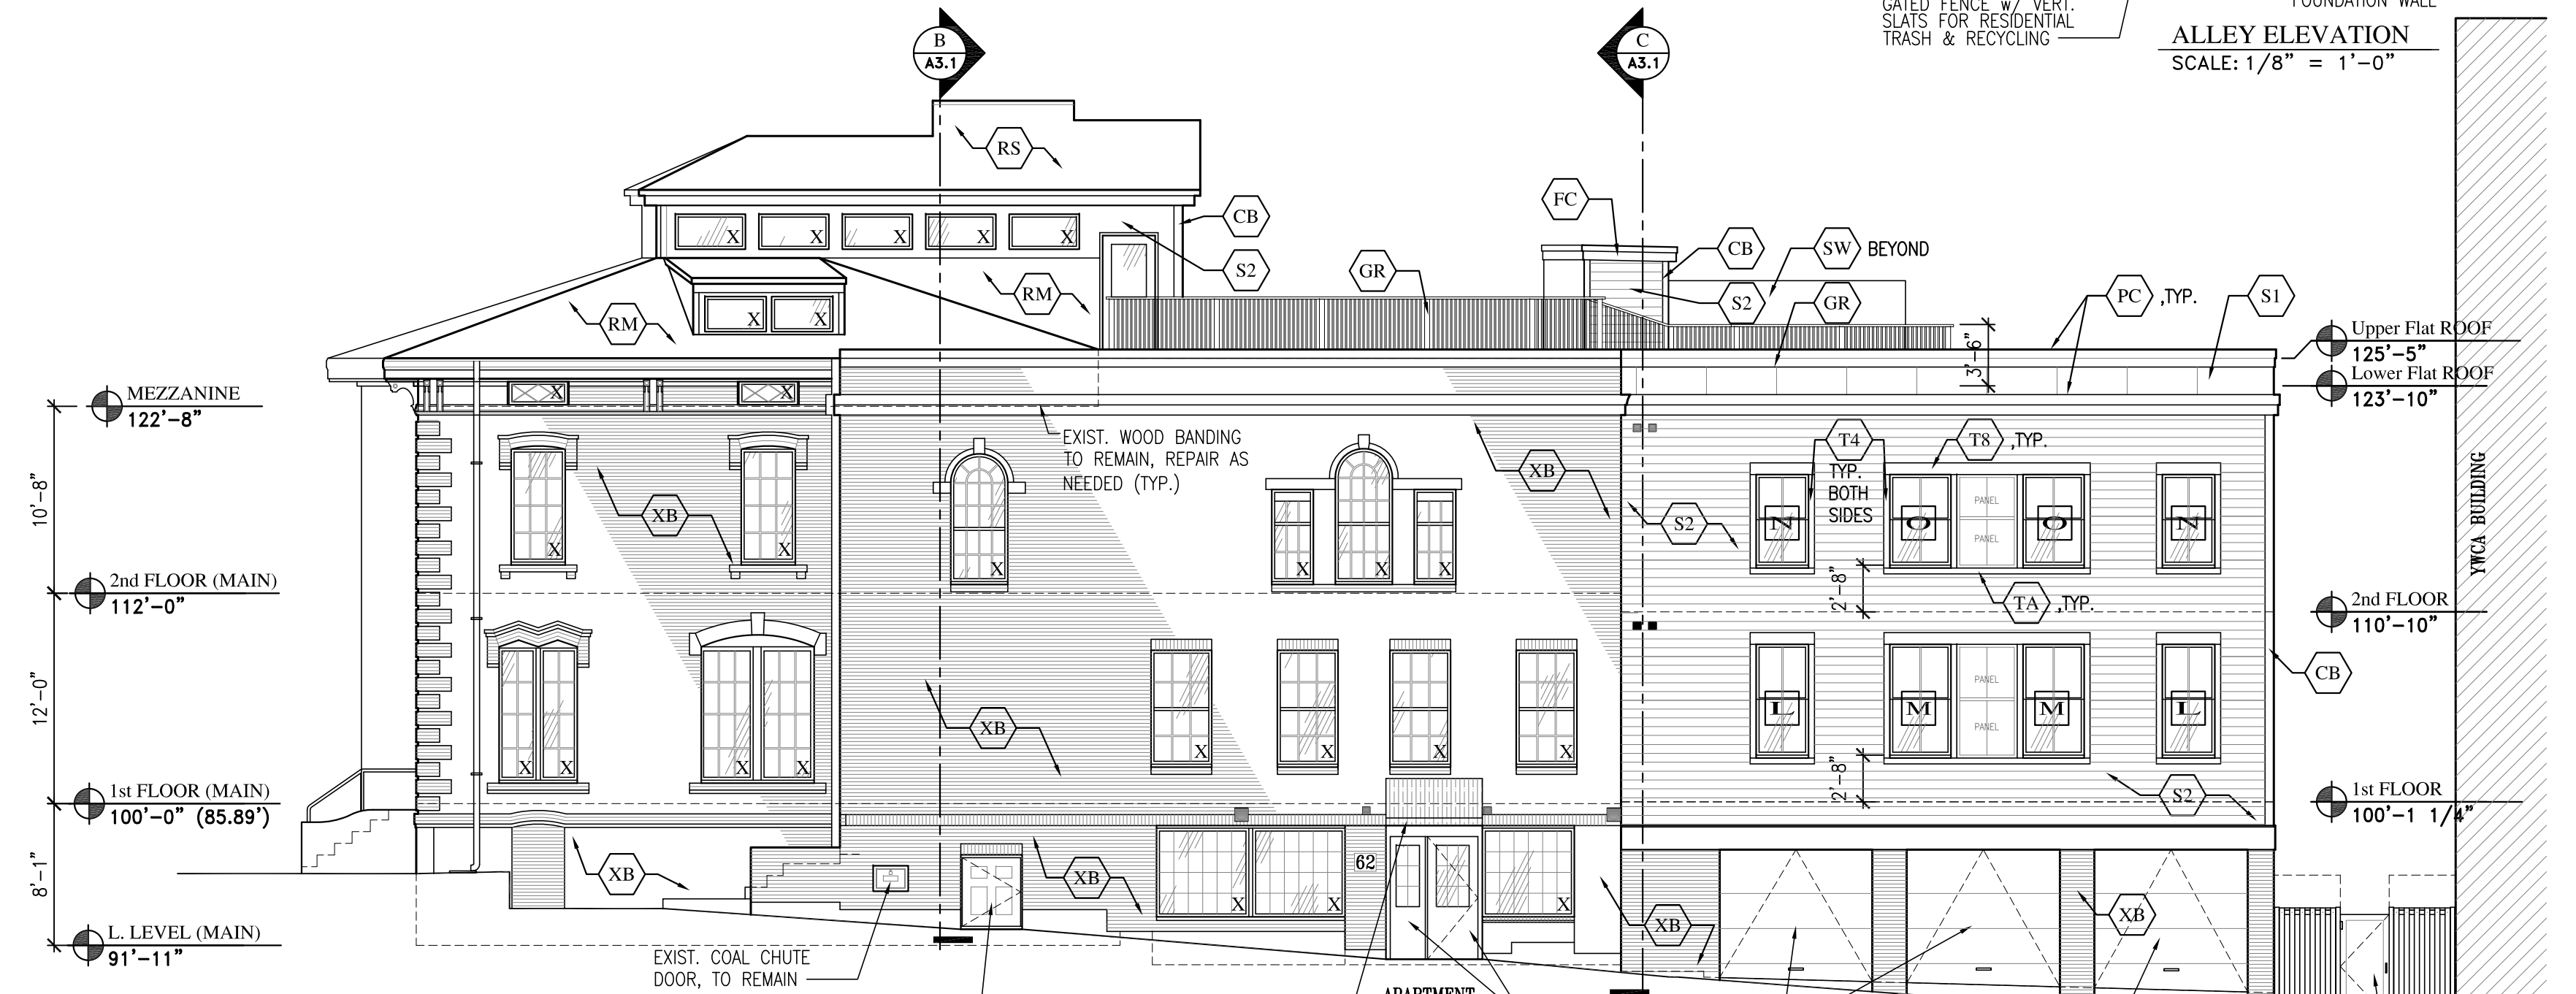 GATED FENCE w/ VERT.
SLATS FOR RESIDENTIAL
TRASH & RECYCLING
FOUNDATION WALL
ALLEY ELEVATION
SCALE: 1/8" = 1'-0"
B
A3.1
C
A3.1
RS
CB
S2
RM
RM
GR
FC
CB
SW BEYOND
S2
GR
PC ,TYP.
S1
X X X X X
X X
Upper Flat ROOF
125'-5"
Lower Flat ROOF
123'-10"
3'-6"
MEZZANINE
122'-8"
X X
EXIST. WOOD BANDING
TO REMAIN, REPAIR AS
NEEDED (TYP.)
10'-8"
XB
XB
S2
T4
TYP.
BOTH
SIDES
T8 ,TYP.
N O O N
PANEL
PANEL
X X X X X X
2'-8"
TA ,TYP.
YWCA BUILDING
2nd FLOOR (MAIN)
112'-0"
2nd FLOOR
110'-10"
12'-0"
XB
CB
L M M L
PANEL
PANEL
X X X X X X X X
2'-8"
S2
1st FLOOR (MAIN)
100'-0" (85.89')
1st FLOOR
100'-1 1/4"
8'-1"
XB
XB
62
X X X
XB
XB
L. LEVEL (MAIN)
91'-11"
EXIST. COAL CHUTE
DOOR, TO REMAIN
APARTMENT